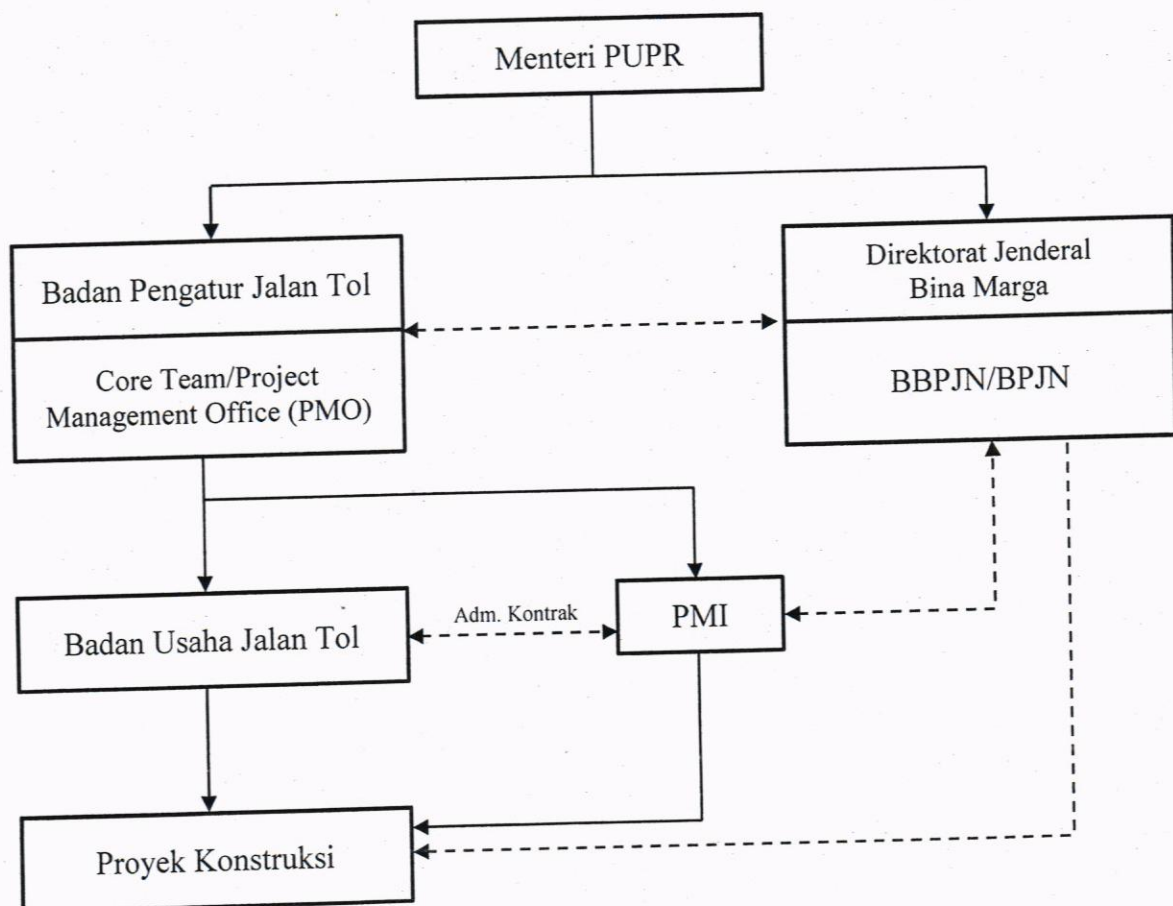 Menteri PUPR
Badan Pengatur Jalan Tol
Core Team/Project
Management Office (PMO)
Direktorat Jenderal
Bina Marga
BBPJN/BPJN
Badan Usaha Jalan Tol
Adm. Kontrak
PMI
Proyek Konstruksi